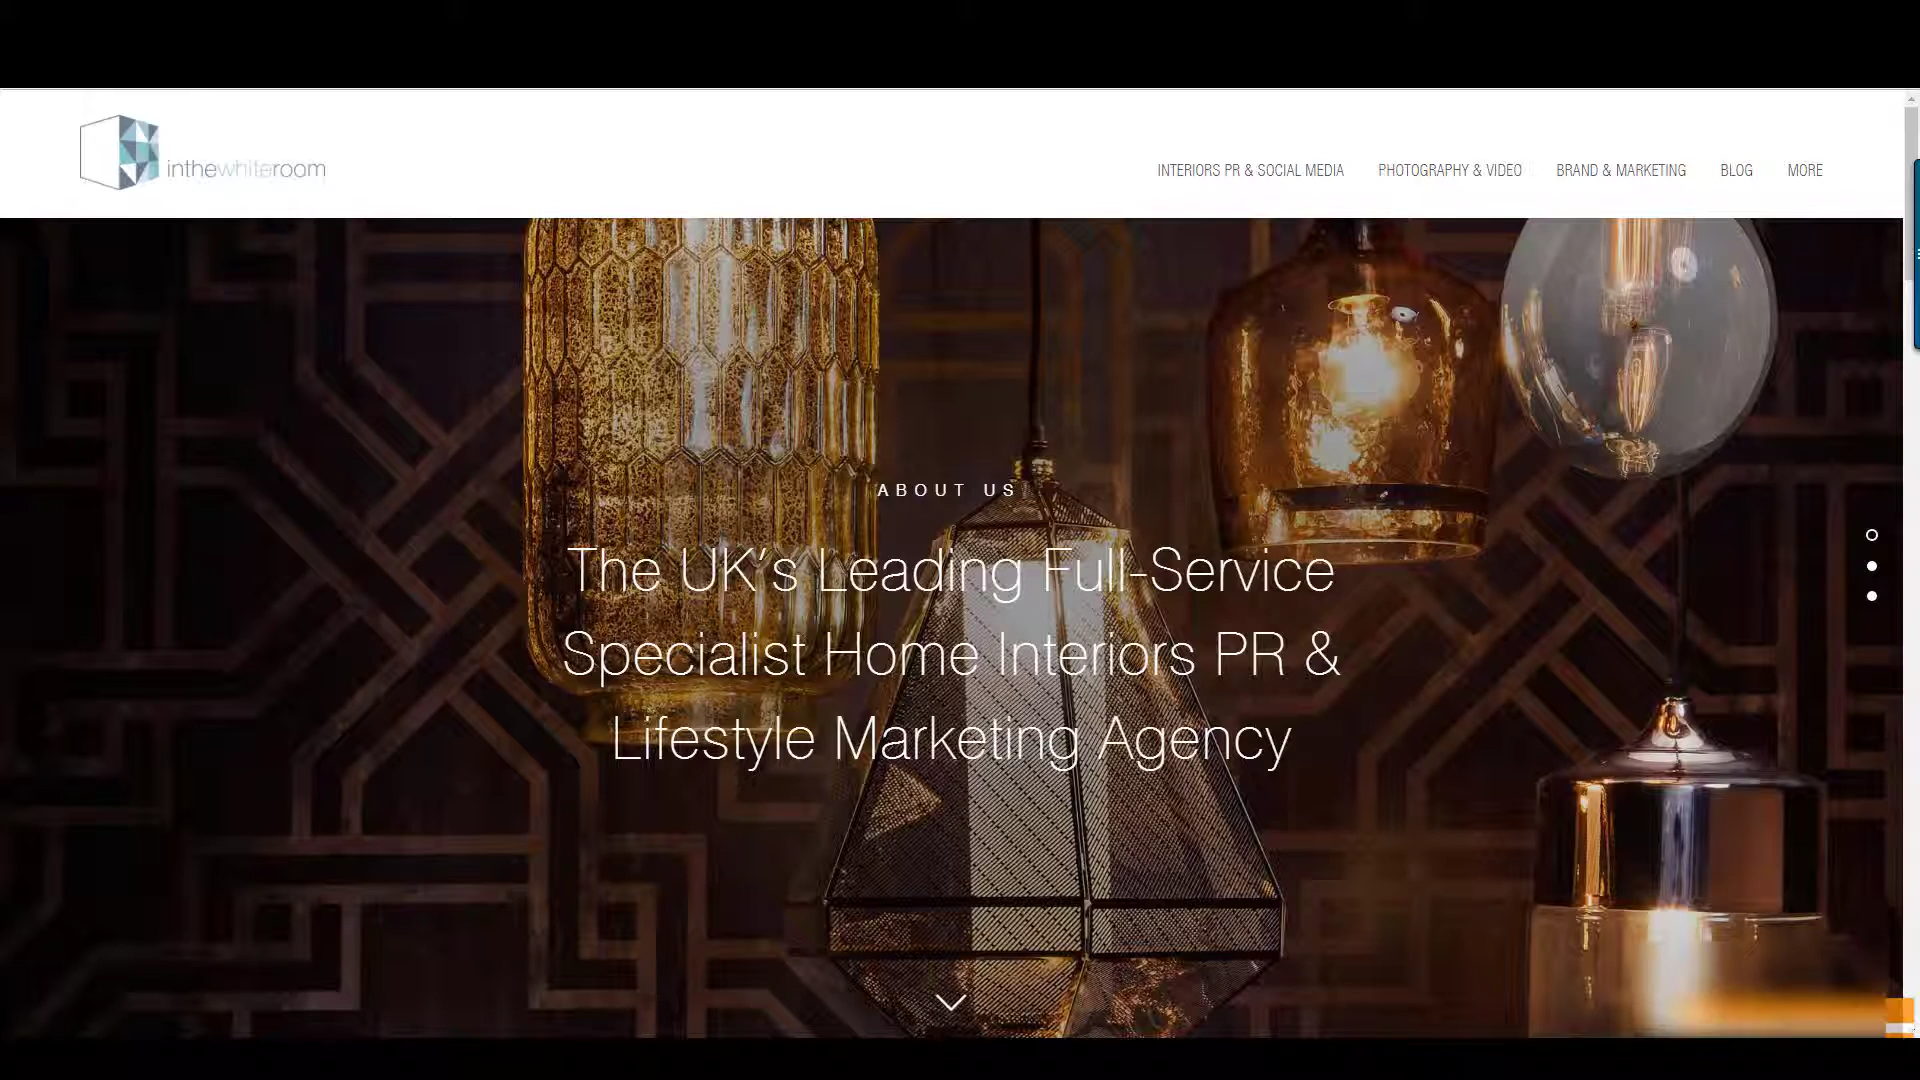 inthewhiteroom
INTERIORS PR & SOCIAL MEDIA PHOTOGRAPHY & VIDEO BRAND & MARKETING BLOG MORE
ABOUT US
The UK's Leading Full-Service
Specialist Home Interiors PR &
Lifestyle Marketing Agency